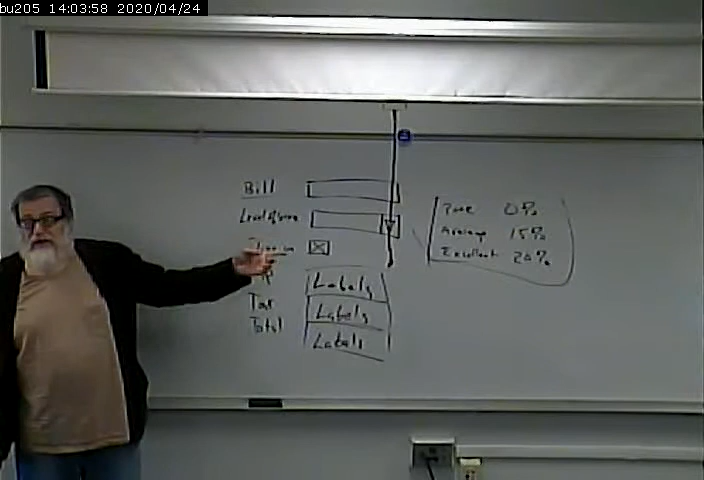 bu205 14:03:58 2020/04/24
Bill
Level of
Poor 0%
Average 15%
Excellent 20%
Labels
Tax Labels
Total Labels